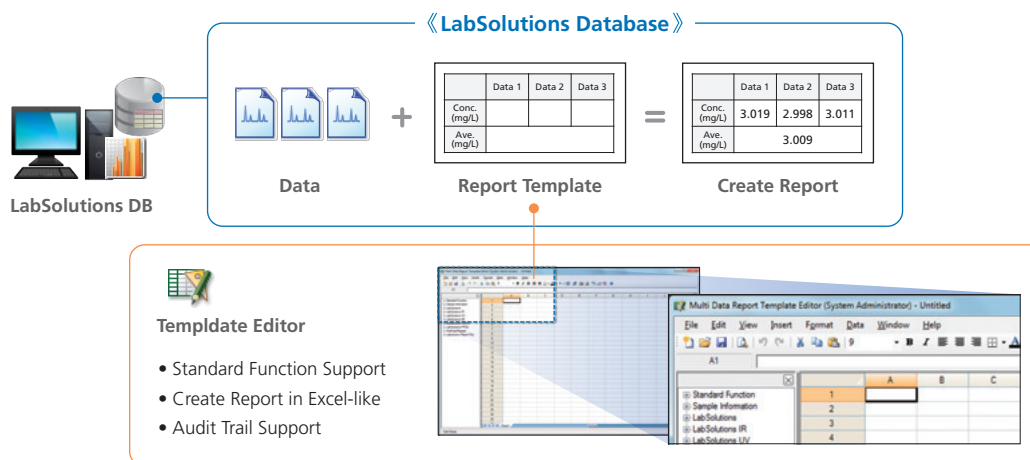 《LabSolutions Database》
Data 1 Data 2 Data 3
Conc.
(mg/L)
Ave.
(mg/L)
Data 1 Data 2 Data 3
Conc.
(mg/L) 3.019 2.998 3.011
Ave.
(mg/L) 3.009
+
=
Data
Report Template
Create Report
LabSolutions DB
Templdate Editor
• Standard Function Support
• Create Report in Excel-like
• Audit Trail Support
Multi Data Report Template Editor (System Administrator) - Untitled
File Edit View Insert Format Data Window Help
9 B I A
A1
A B C
Standard Function 1
Sample Information 2
LabSolutions 3
LabSolutions IR 4
LabSolutions UV